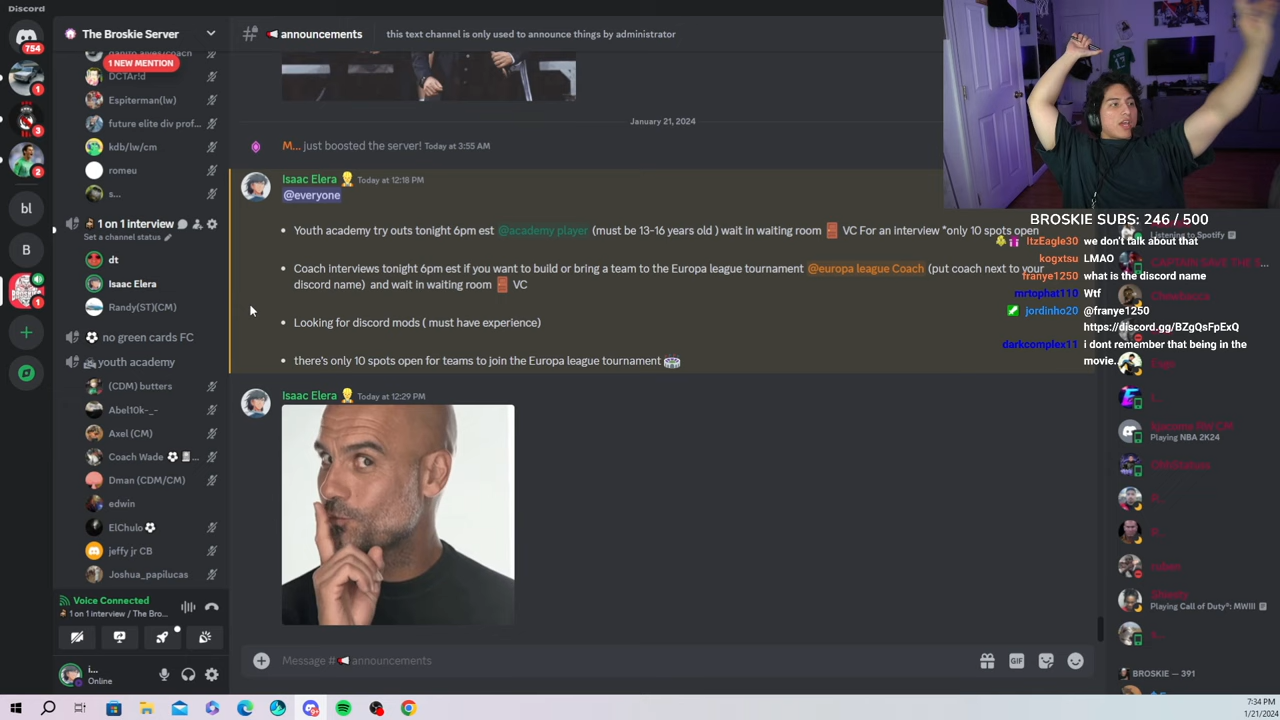 Discord
754
1
3
2
bl
B
1
The Broskie Server
danito alves/coach
1 NEW MENTION
DCTAr!d
Espiterman(lw)
future elite div prof...
kdb/lw/cm
romeu
s...
1 on 1 interview
Set a channel status
dt
Isaac Elera
Randy(ST)(CM)
no green cards FC
youth academy
(CDM) butters
Abel10k-_-
Axel (CM)
Coach Wade
Dman (CDM/CM)
edwin
ElChulo
jeffy jr CB
Joshua_papilucas
Voice Connected
1 on 1 interview / The Bro...
i...
Online
announcements
this text channel is only used to announce things by administrator
January 21, 2024
M... just boosted the server! Today at 3:55 AM
Isaac Elera Today at 12:18 PM
@everyone
Youth academy try outs tonight 6pm est @academy player (must be 13-16 years old ) wait in waiting room VC For an interview *only 10 spots open
Coach interviews tonight 6pm est if you want to build or bring a team to the Europa league tournament @europa league Coach (put coach next to your
discord name) and wait in waiting room VC
Looking for discord mods ( must have experience)
there's only 10 spots open for teams to join the Europa league tournament
Isaac Elera Today at 12:29 PM
Message # announcements
GIF
BROSKIE SUBS: 246 / 500
Listening to Spotify
ItzEagle30 we don't talk about that
kogxtsu LMAO
franye1250 what is the discord name
mrtophat110 Wtf
jordinho20 @franye1250
https://discord.gg/BZgQsFpExQ
darkcomplex11 i dont remember that being in the
movie.
Playing NBA 2K24
Playing Call of Duty®: MWIII
BROSKIE — 391
7:34 PM
1/21/2024